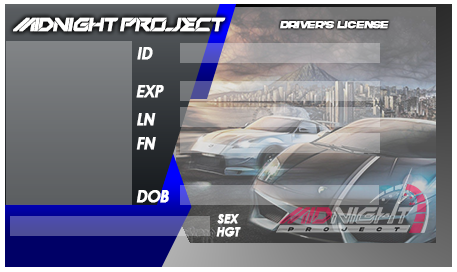 MIDNIGHT PROJECT
DRIVER'S LICENSE
ID
EXP
LN
FN
DOB
SEX
HGT
MIDNIGHT
PROJECT